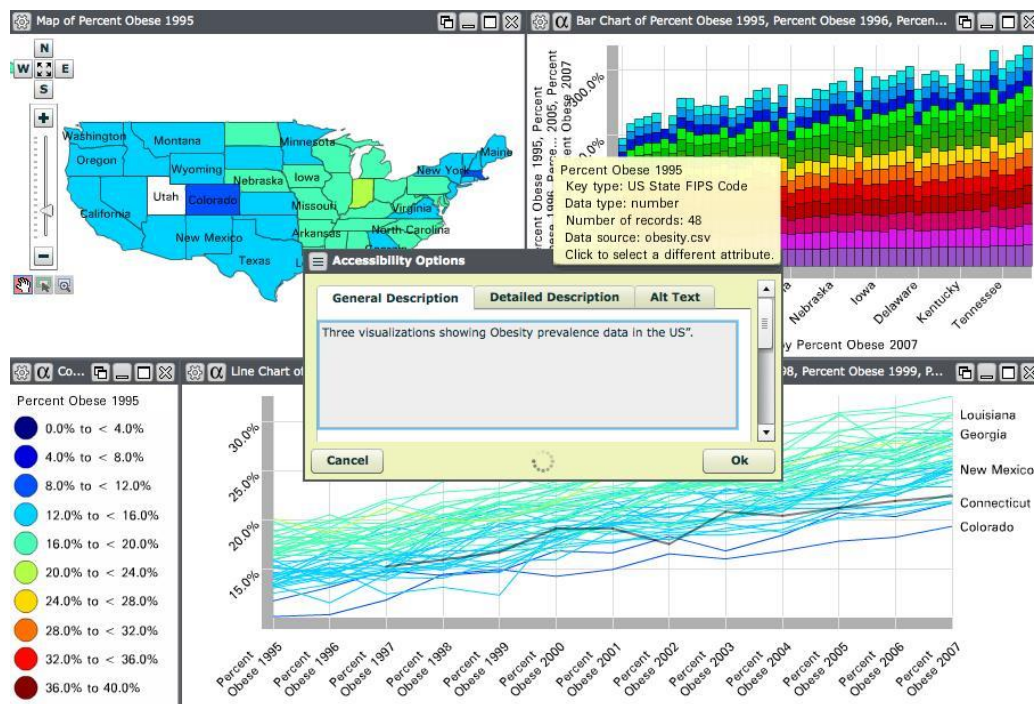 Map of Percent Obese 1995
Bar Chart of Percent Obese 1995, Percent Obese 1996, Percen...
N
W
E
S
Washington
Montana
Minnesota
Maine
Oregon
Wyoming
New York
Nebraska
Iowa
Utah
Colorado
Missouri
Virginia
California
Arkansas
North Carolina
New Mexico
Texas
Percent Obese 1995, Percent
Percent Obese 1995
Key type: US State FIPS Code
Data type: number
Number of records: 48
Data source: obesity.csv
Click to select a different attribute.
Nebraska
Iowa
Delaware
Kentucky
Tennessee
by Percent Obese 2007
Accessibility Options
General Description
Detailed Description
Alt Text
Three visualizations showing Obesity prevalence data in the US”.
Cancel
Ok
Co...
Line Chart of
98, Percent Obese 1999, P...
Percent Obese 1995
0.0% to < 4.0%
4.0% to < 8.0%
8.0% to < 12.0%
12.0% to < 16.0%
16.0% to < 20.0%
20.0% to < 24.0%
24.0% to < 28.0%
28.0% to < 32.0%
32.0% to < 36.0%
36.0% to 40.0%
30.0%
25.0%
20.0%
15.0%
Louisiana
Georgia
New Mexico
Connecticut
Colorado
Percent Obese 1995
Percent Obese 1996
Percent Obese 1997
Percent Obese 1998
Percent Obese 1999
Percent Obese 2000
Percent Obese 2001
Percent Obese 2002
Percent Obese 2003
Percent Obese 2004
Percent Obese 2005
Percent Obese 2006
Percent Obese 2007